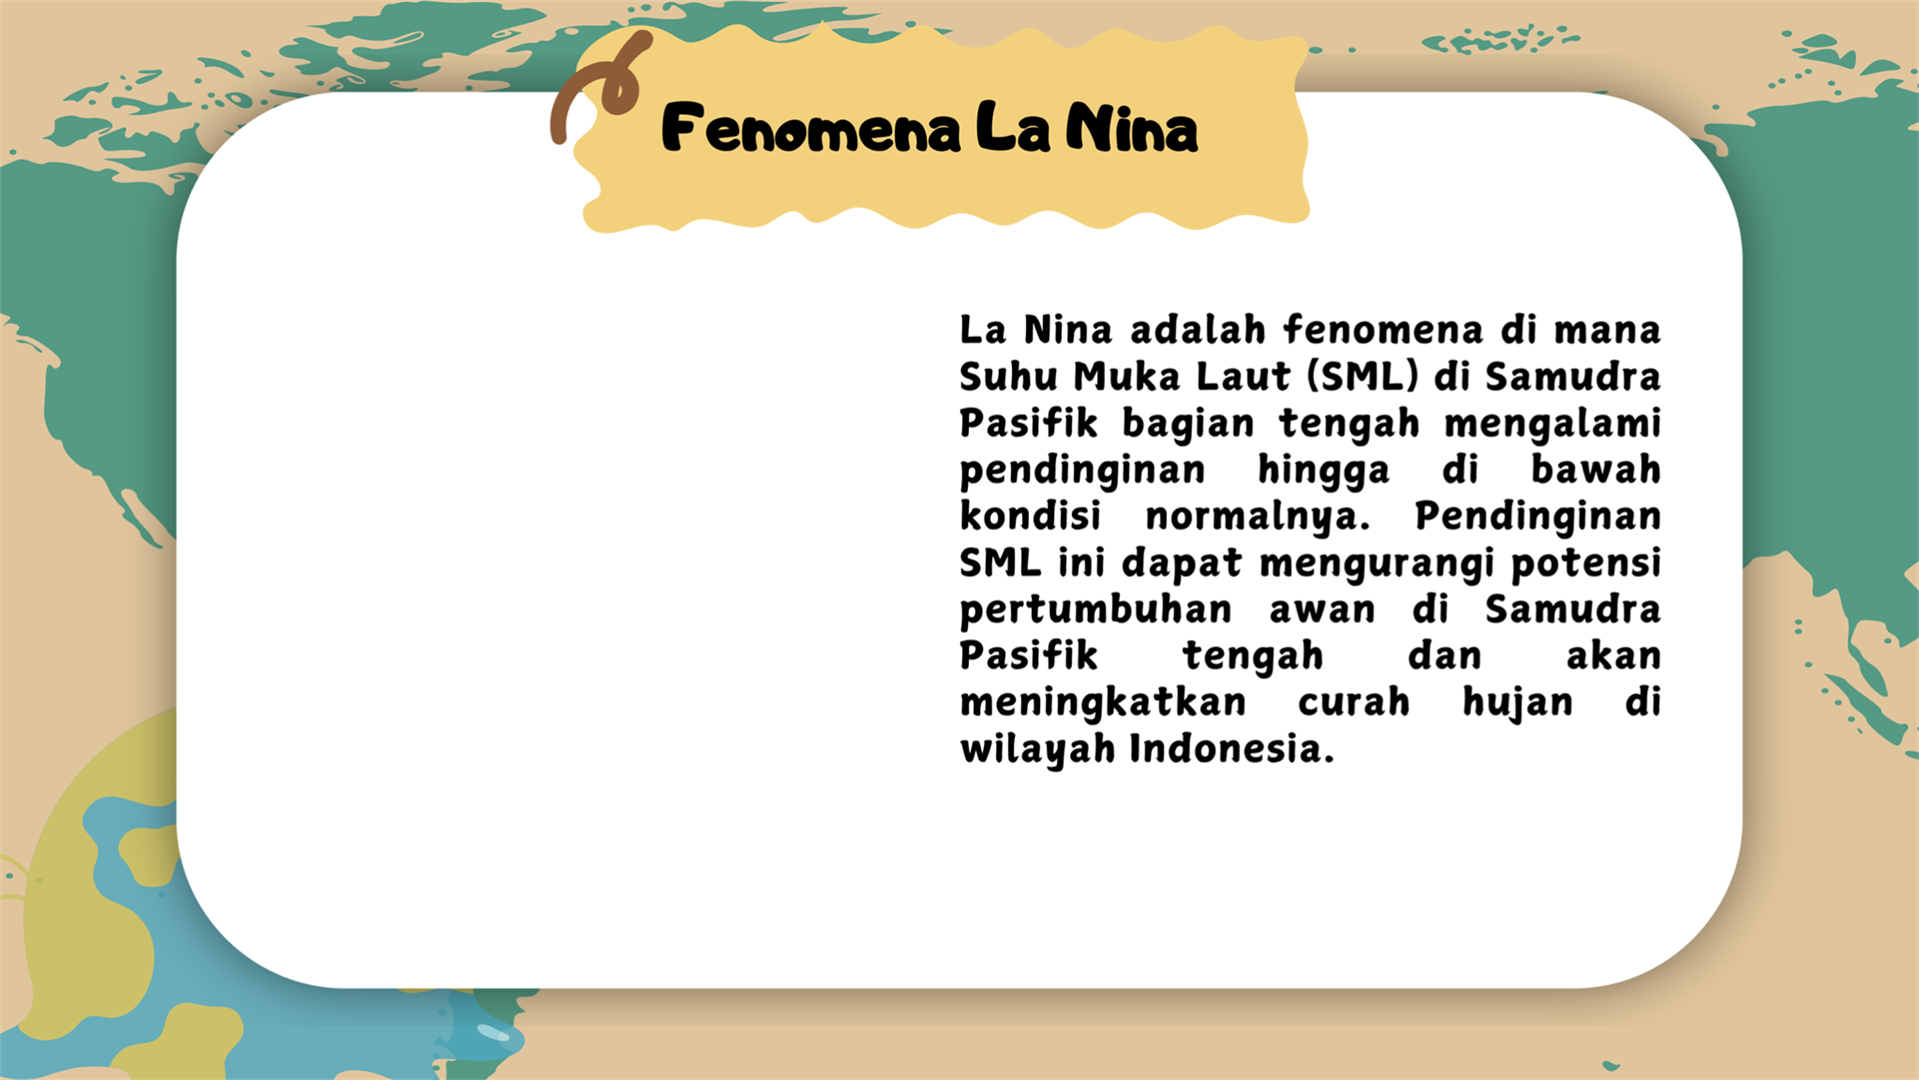 Fenomena La Nina
La Nina adalah fenomena di mana
Suhu Muka Laut (SML) di Samudra
Pasifik bagian tengah mengalami
pendinginan hingga di bawah
kondisi normalnya. Pendinginan
SML ini dapat mengurangi potensi
pertumbuhan awan di Samudra
Pasifik tengah dan akan
meningkatkan curah hujan di
wilayah Indonesia.